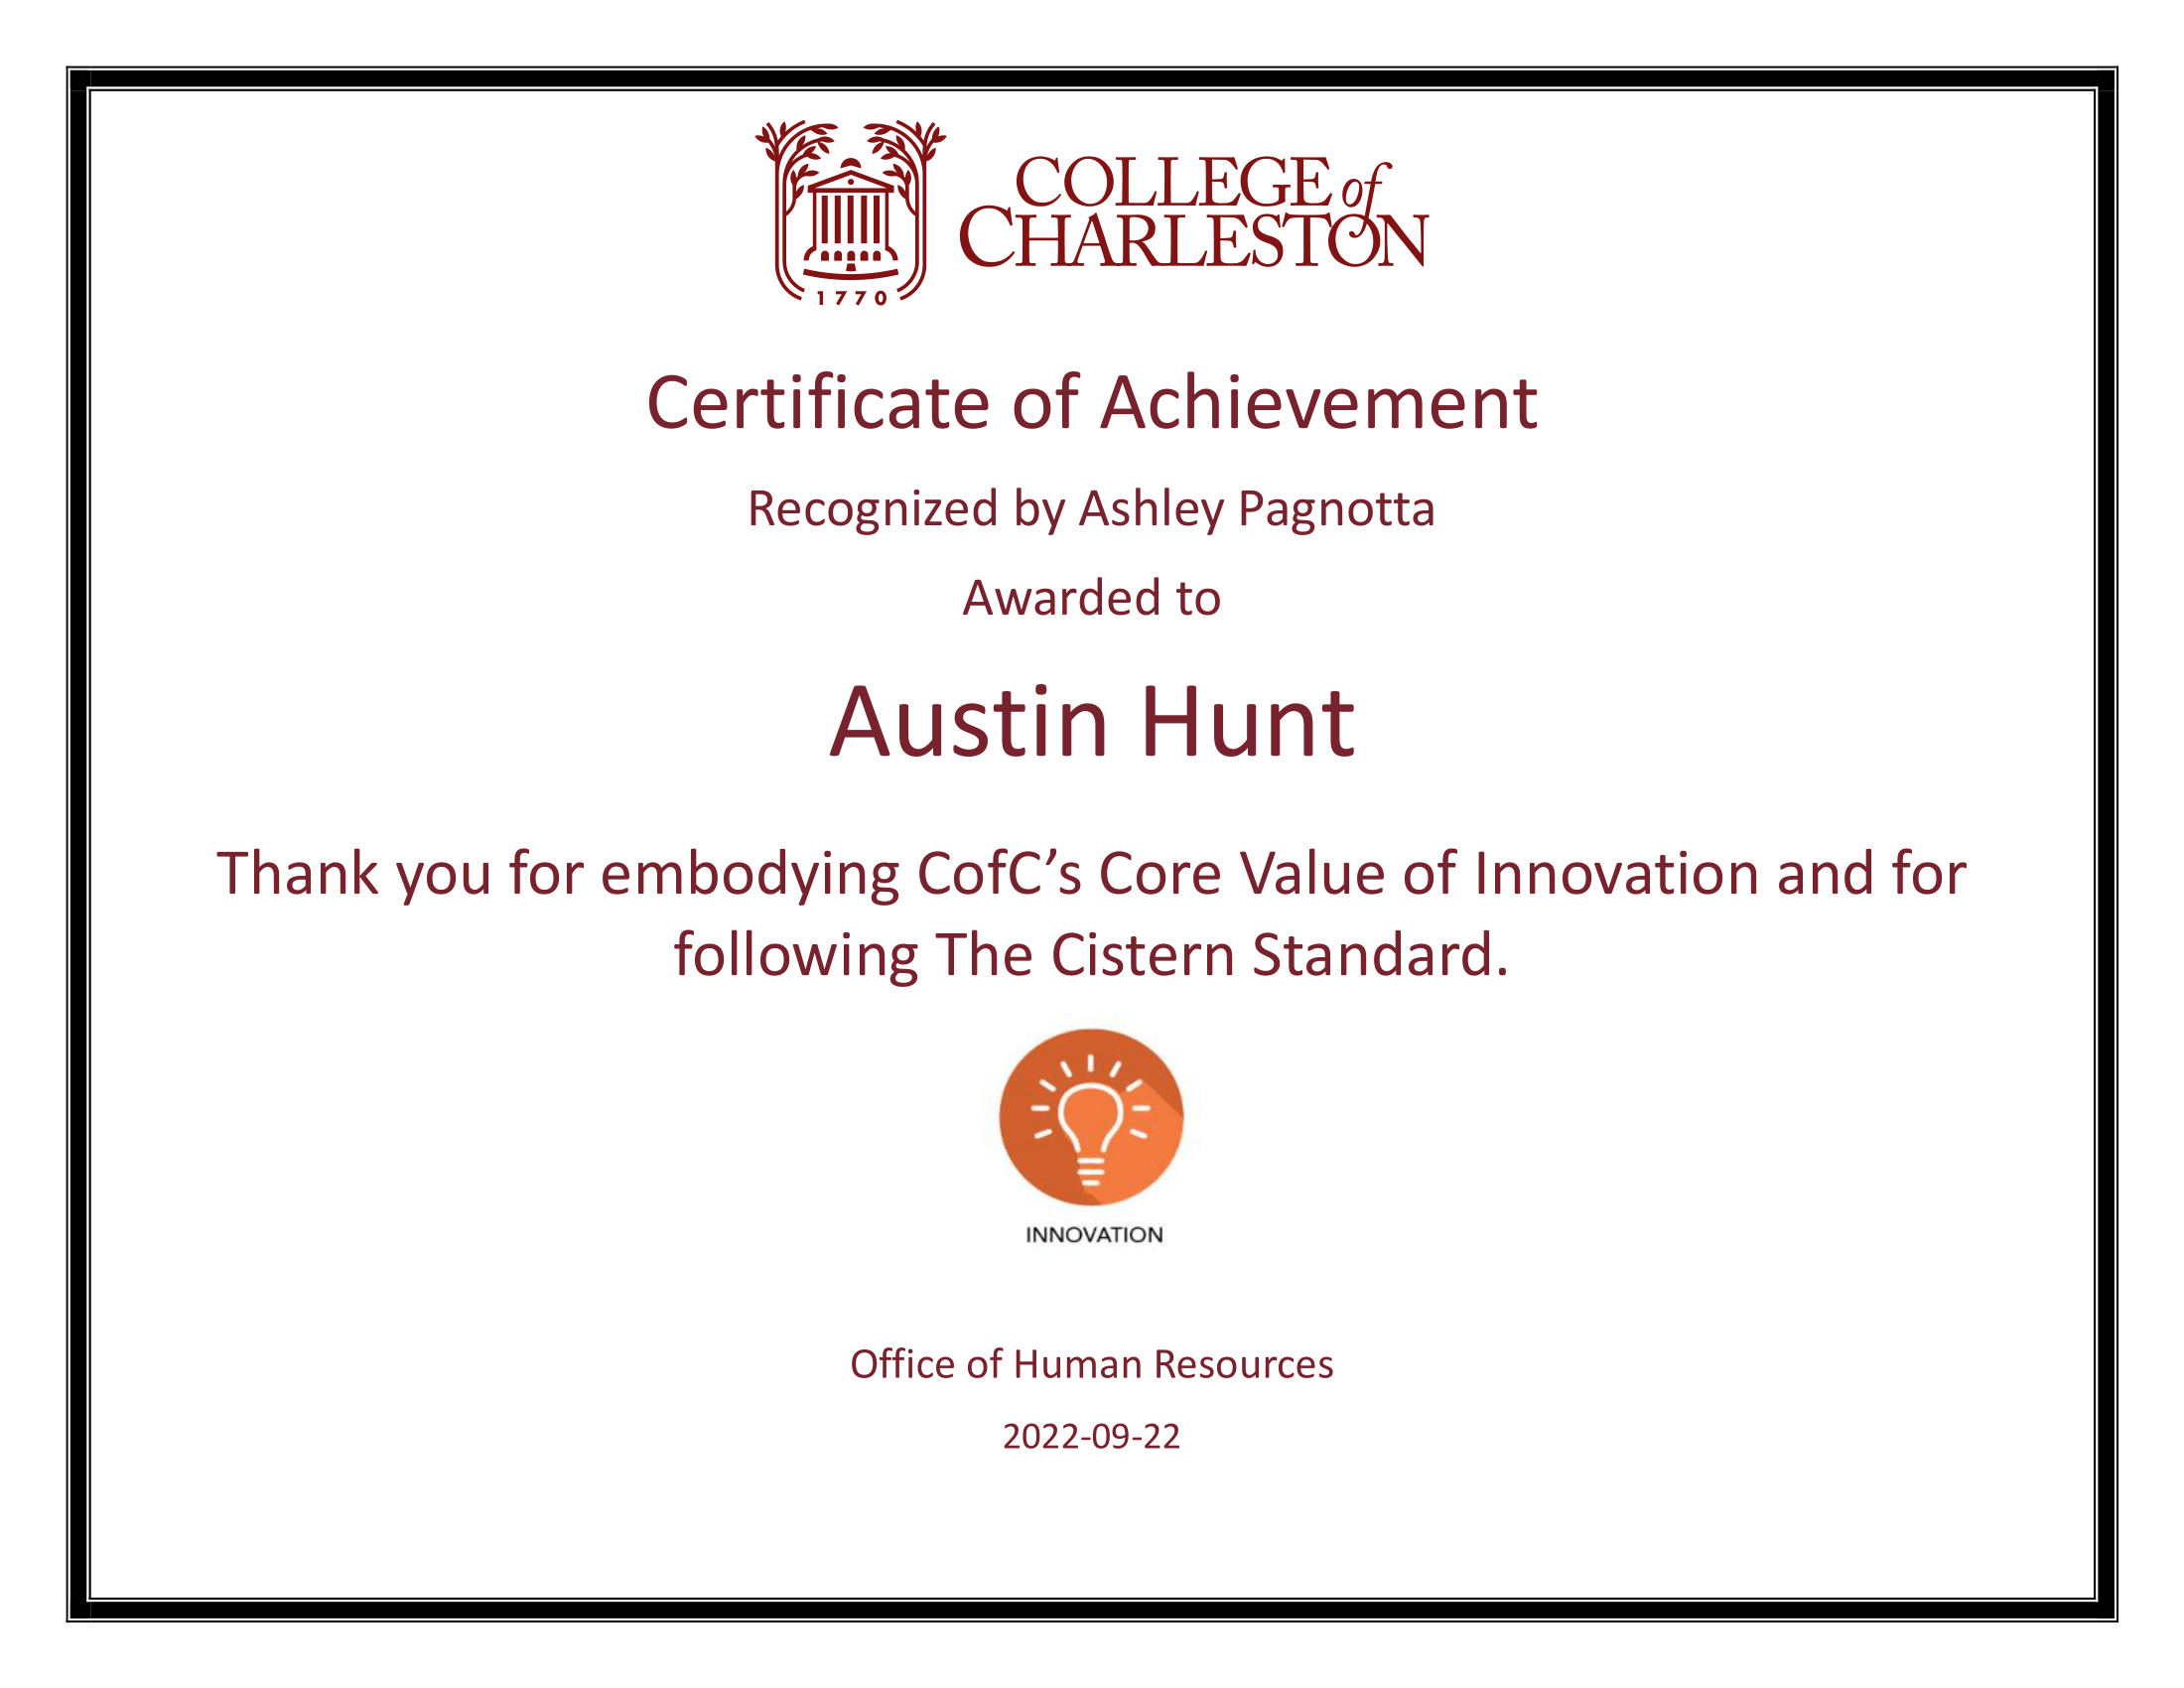 COLLEGE of
CHARLESTON
1770
Certificate of Achievement
Recognized by Ashley Pagnotta
Awarded to
Austin Hunt
Thank you for embodying CofC’s Core Value of Innovation and for
following The Cistern Standard.
INNOVATION
Office of Human Resources
2022-09-22